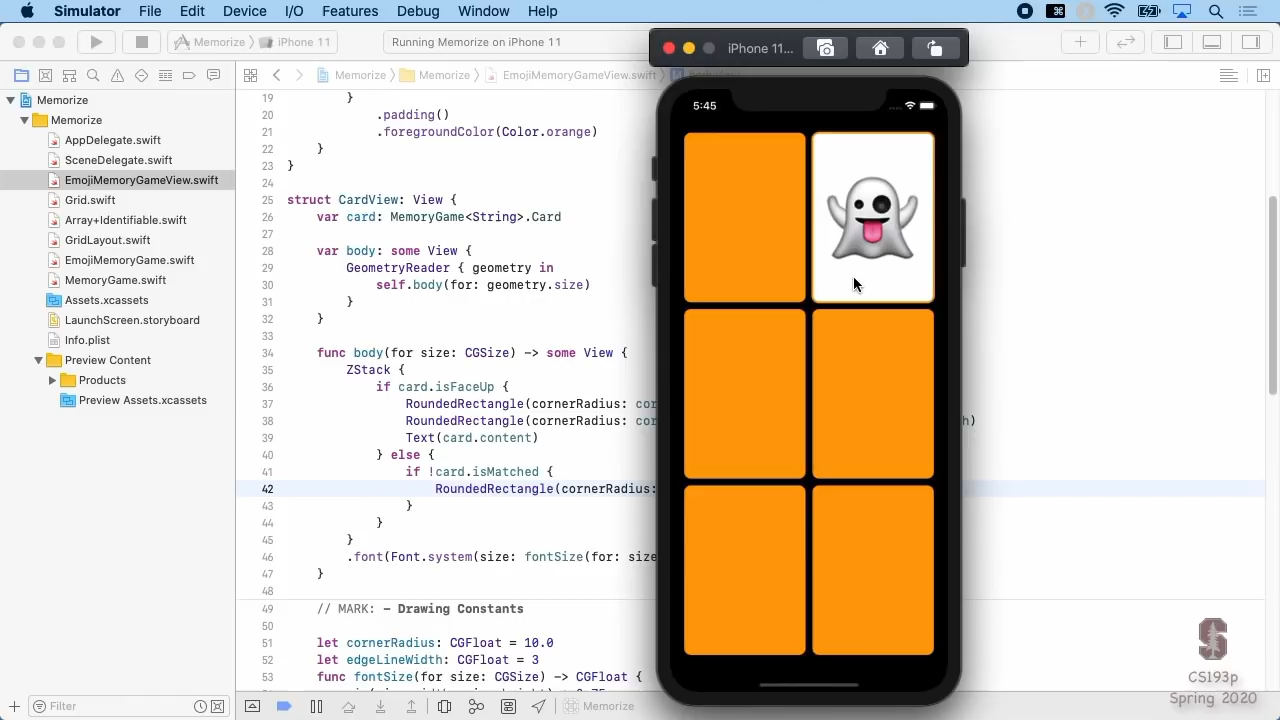 Simulator File Edit Device I/O Features Debug Window Help
Memorize iPhone 11
Running Memorize on iPhone 11
iPhone 11...
Memorize Memorize EmojiMemoryGameView.swift
Memorize
Memorize
AppDelegate.swift
SceneDelegate.swift
EmojiMemoryGameView.swift
Grid.swift
Array+Identifiable.swift
GridLayout.swift
EmojiMemoryGame.swift
MemoryGame.swift
Assets.xcassets
LaunchScreen.storyboard
Info.plist
Preview Content
Products
Preview Assets.xcassets
Filter
19 }
20 .padding()
21 .foregroundColor(Color.orange)
22 }
23 }
24
25 struct CardView: View {
26 var card: MemoryGame<String>.Card
27
28 var body: some View {
29 GeometryReader { geometry in
30 self.body(for: geometry.size)
31 }
32 }
33
34 func body(for size: CGSize) -> some View {
35 ZStack {
36 if card.isFaceUp {
37 RoundedRectangle(cornerRadius: cor
38 RoundedRectangle(cornerRadius: cor h)
39 Text(card.content)
40 } else {
41 if !card.isMatched {
42 RoundedRectangle(cornerRadius:
43 }
44 }
45 }
46 .font(Font.system(size: fontSize(for: size
47 }
48
49 // MARK: - Drawing Constants
50
51 let cornerRadius: CGFloat = 10.0
52 let edgeLineWidth: CGFloat = 3
53 func fontSize(for size: CGSize) -> CGFloat {
Memorize
5:45
CS193p
Spring 2020